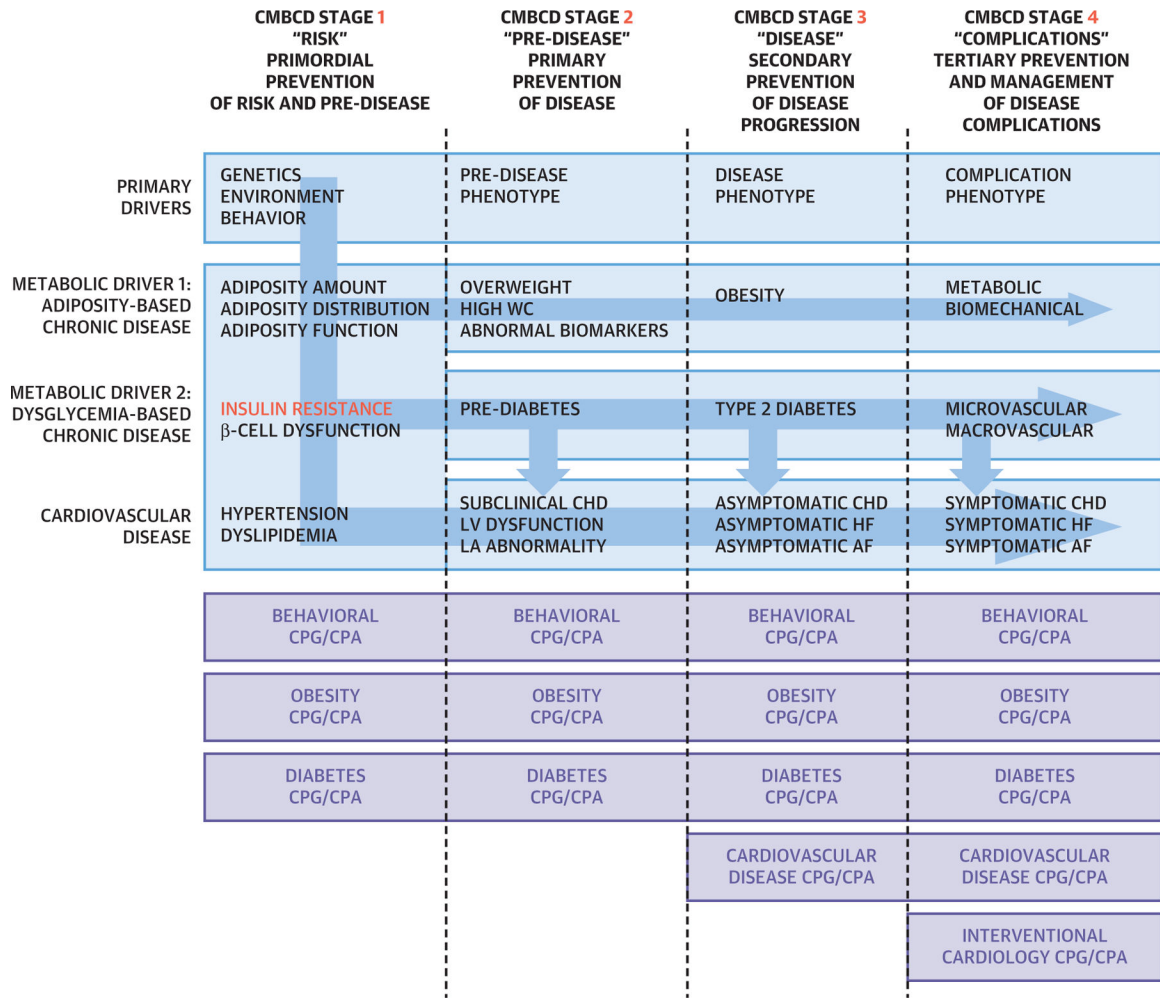 CMBCD STAGE 1
“RISK”
PRIMORDIAL
PREVENTION
OF RISK AND PRE-DISEASE
CMBCD STAGE 2
“PRE-DISEASE”
PRIMARY
PREVENTION
OF DISEASE
CMBCD STAGE 3
“DISEASE”
SECONDARY
PREVENTION
OF DISEASE
PROGRESSION
CMBCD STAGE 4
“COMPLICATIONS”
TERTIARY PREVENTION
AND MANAGEMENT
OF DISEASE
COMPLICATIONS
PRIMARY
DRIVERS
GENETICS
ENVIRONMENT
BEHAVIOR
PRE-DISEASE
PHENOTYPE
DISEASE
PHENOTYPE
COMPLICATION
PHENOTYPE
METABOLIC DRIVER 1:
ADIPOSITY-BASED
CHRONIC DISEASE
ADIPOSITY AMOUNT
ADIPOSITY DISTRIBUTION
ADIPOSITY FUNCTION
OVERWEIGHT
HIGH WC
ABNORMAL BIOMARKERS
OBESITY
METABOLIC
BIOMECHANICAL
METABOLIC DRIVER 2:
DYSGLYCEMIA-BASED
CHRONIC DISEASE
INSULIN RESISTANCE
β-CELL DYSFUNCTION
PRE-DIABETES
TYPE 2 DIABETES
MICROVASCULAR
MACROVASCULAR
CARDIOVASCULAR
DISEASE
HYPERTENSION
DYSLIPIDEMIA
SUBCLINICAL CHD
LV DYSFUNCTION
LA ABNORMALITY
ASYMPTOMATIC CHD
ASYMPTOMATIC HF
ASYMPTOMATIC AF
SYMPTOMATIC CHD
SYMPTOMATIC HF
SYMPTOMATIC AF
BEHAVIORAL
CPG/CPA
BEHAVIORAL
CPG/CPA
BEHAVIORAL
CPG/CPA
BEHAVIORAL
CPG/CPA
OBESITY
CPG/CPA
OBESITY
CPG/CPA
OBESITY
CPG/CPA
OBESITY
CPG/CPA
DIABETES
CPG/CPA
DIABETES
CPG/CPA
DIABETES
CPG/CPA
DIABETES
CPG/CPA
CARDIOVASCULAR
DISEASE CPG/CPA
CARDIOVASCULAR
DISEASE CPG/CPA
INTERVENTIONAL
CARDIOLOGY CPG/CPA